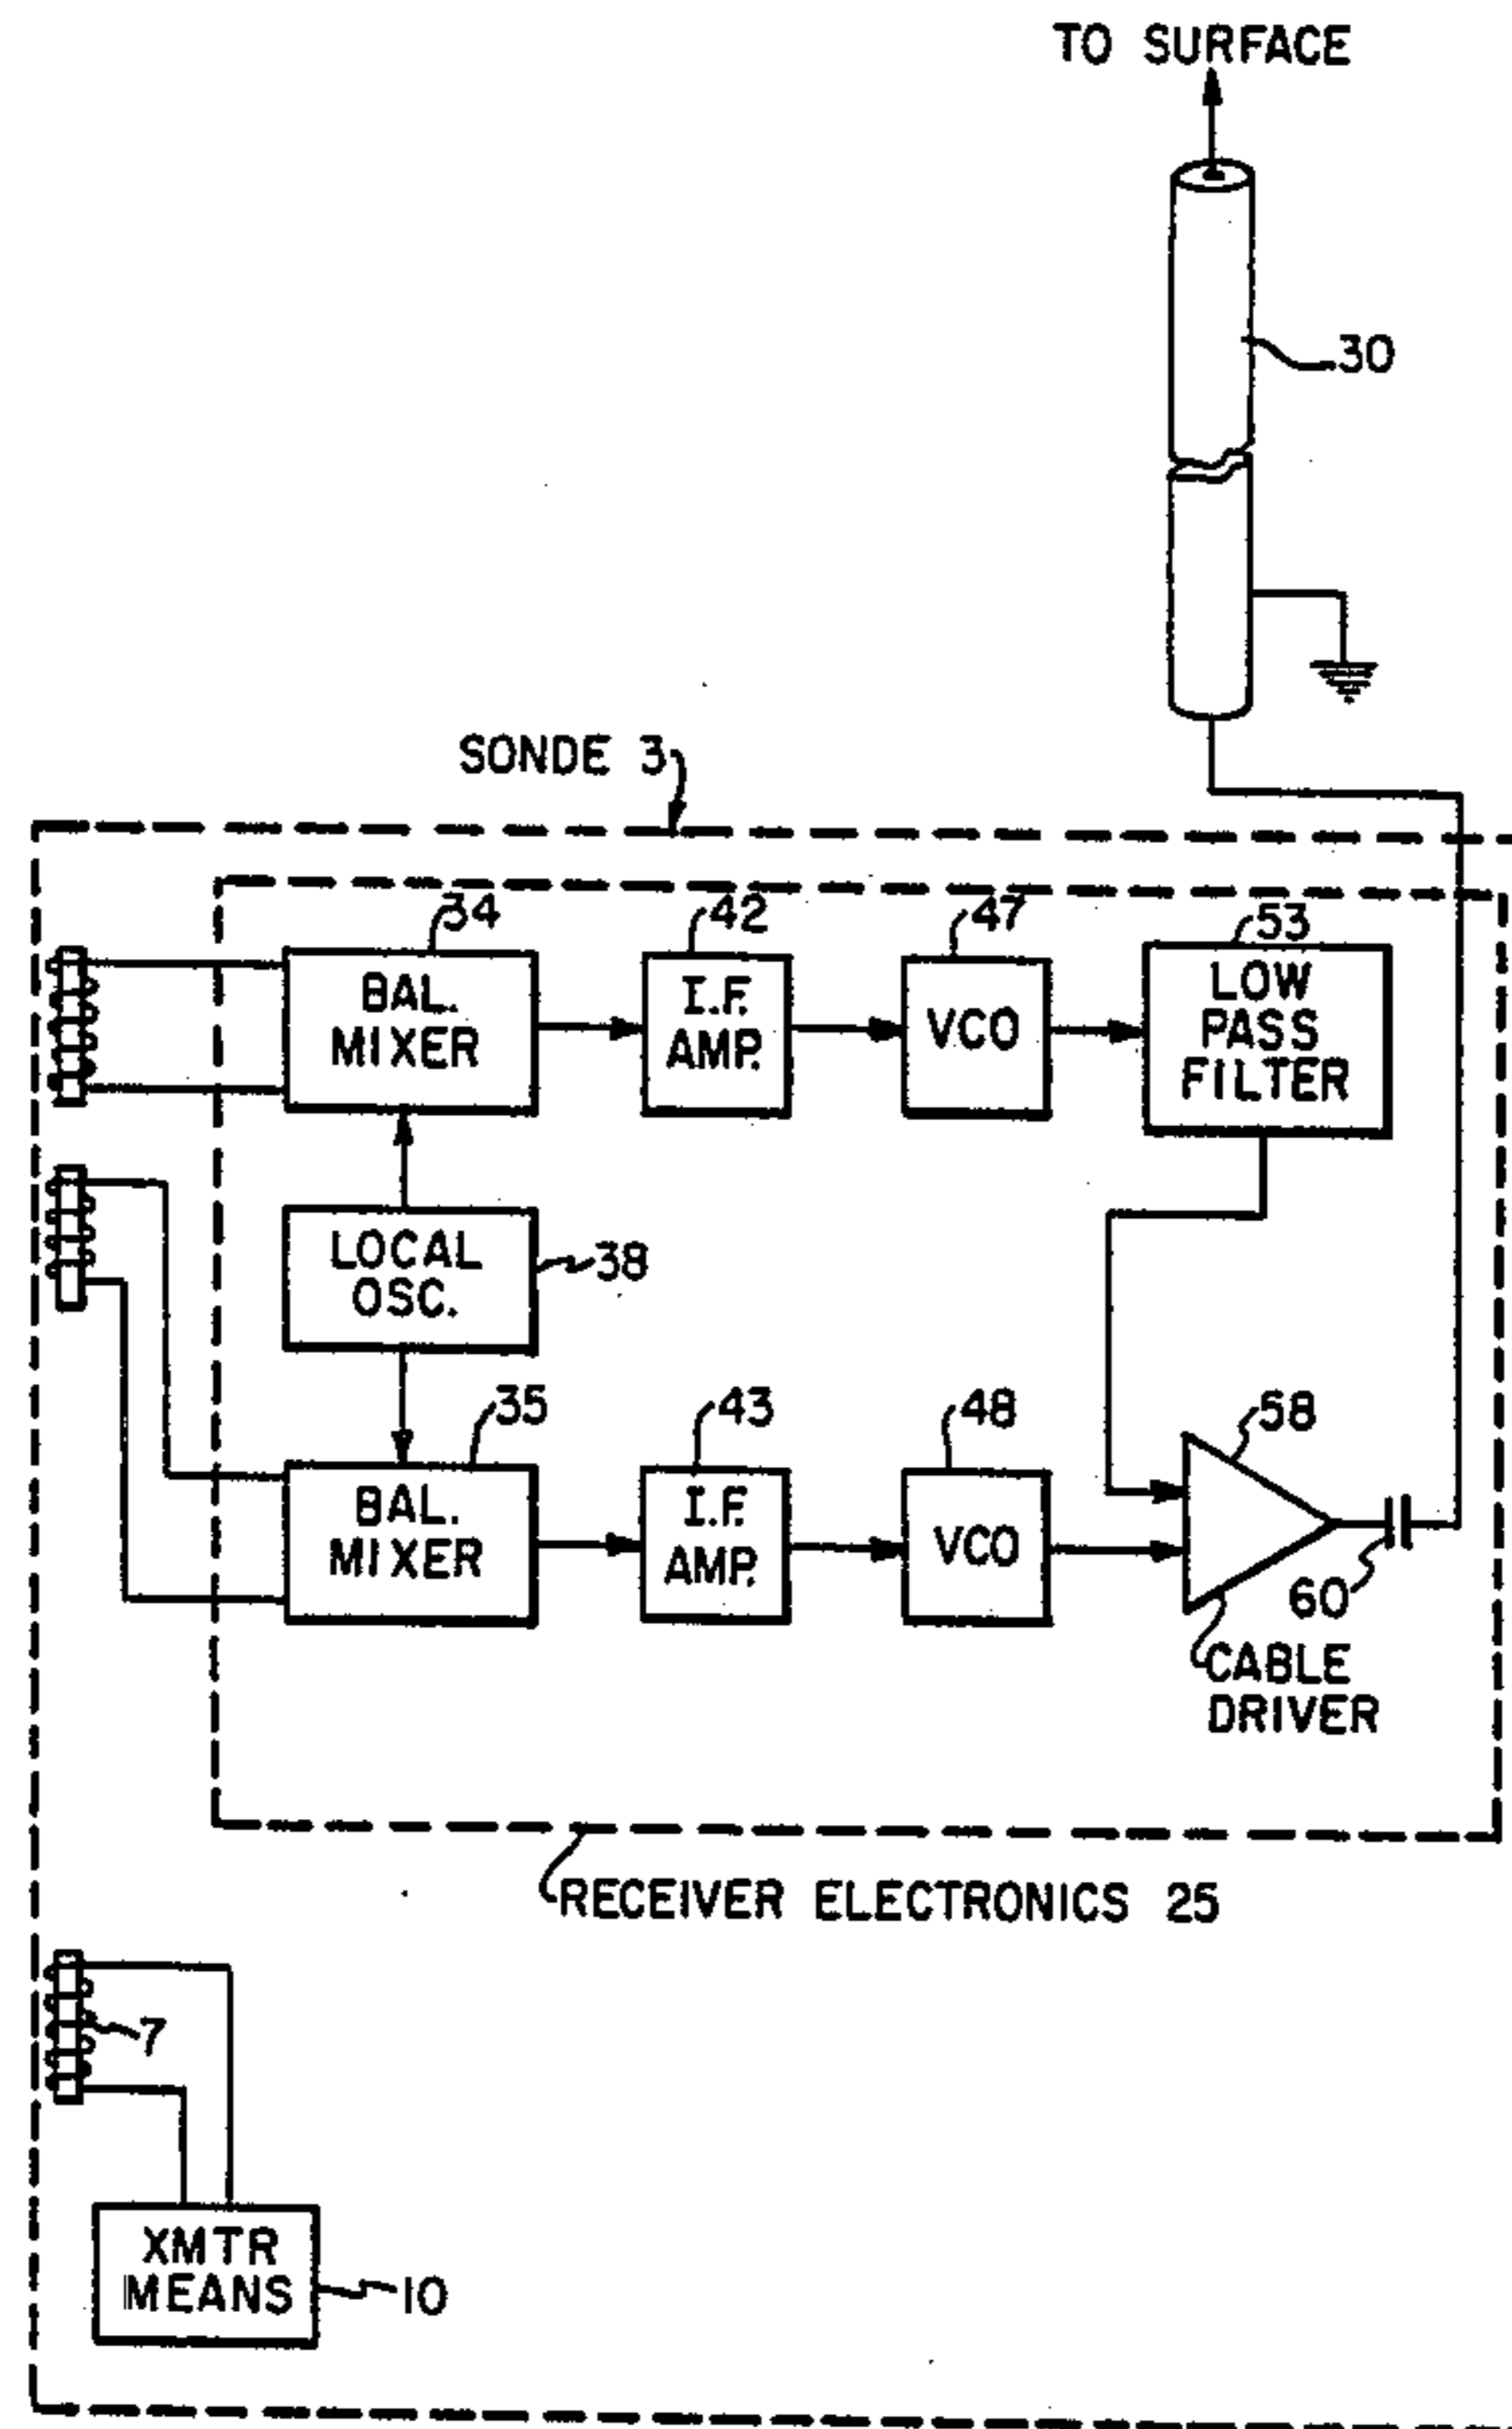 TO SURFACE
30
SONDE 3
34
42
47
53
BAL.
MIXER
I.F.
AMP.
VCO
LOW
PASS
FILTER
LOCAL
OSC.
38
35
43
48
58
BAL.
MIXER
I.F.
AMP.
VCO
60
CABLE
DRIVER
RECEIVER ELECTRONICS 25
7
XMTR
MEANS
10